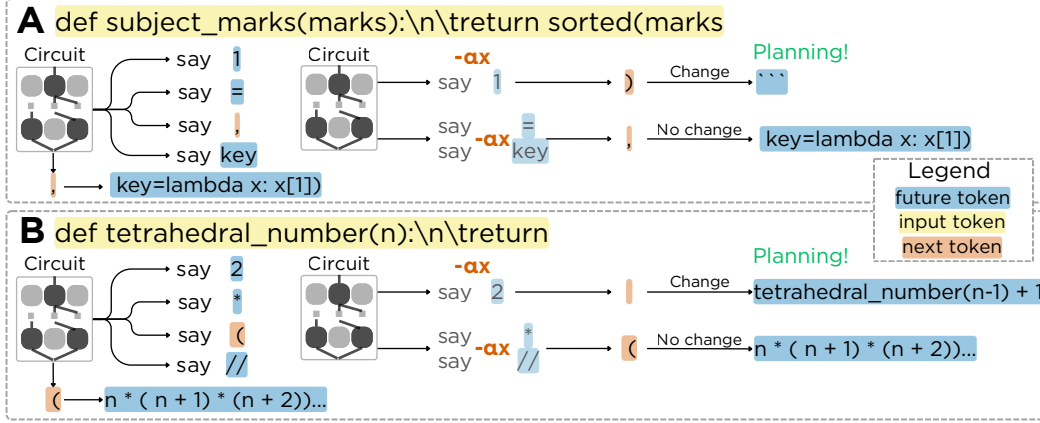 A def subject_marks(marks):\n\treturn sorted(marks
Circuit
say 1
say =
say ,
say key
, key=lambda x: x[1])
Circuit
-αx
say 1 ) Change ```
Planning!
say =
say -αx key , No change key=lambda x: x[1])
Legend
future token
input token
next token
B def tetrahedral_number(n):\n\treturn
Circuit
say 2
say *
say (
say //
( n * ( n + 1) * (n + 2))...
Circuit
-αx
say 2 Change tetrahedral_number(n-1) + 1
Planning!
say *
say -αx // ( No change n * ( n + 1) * (n + 2))...